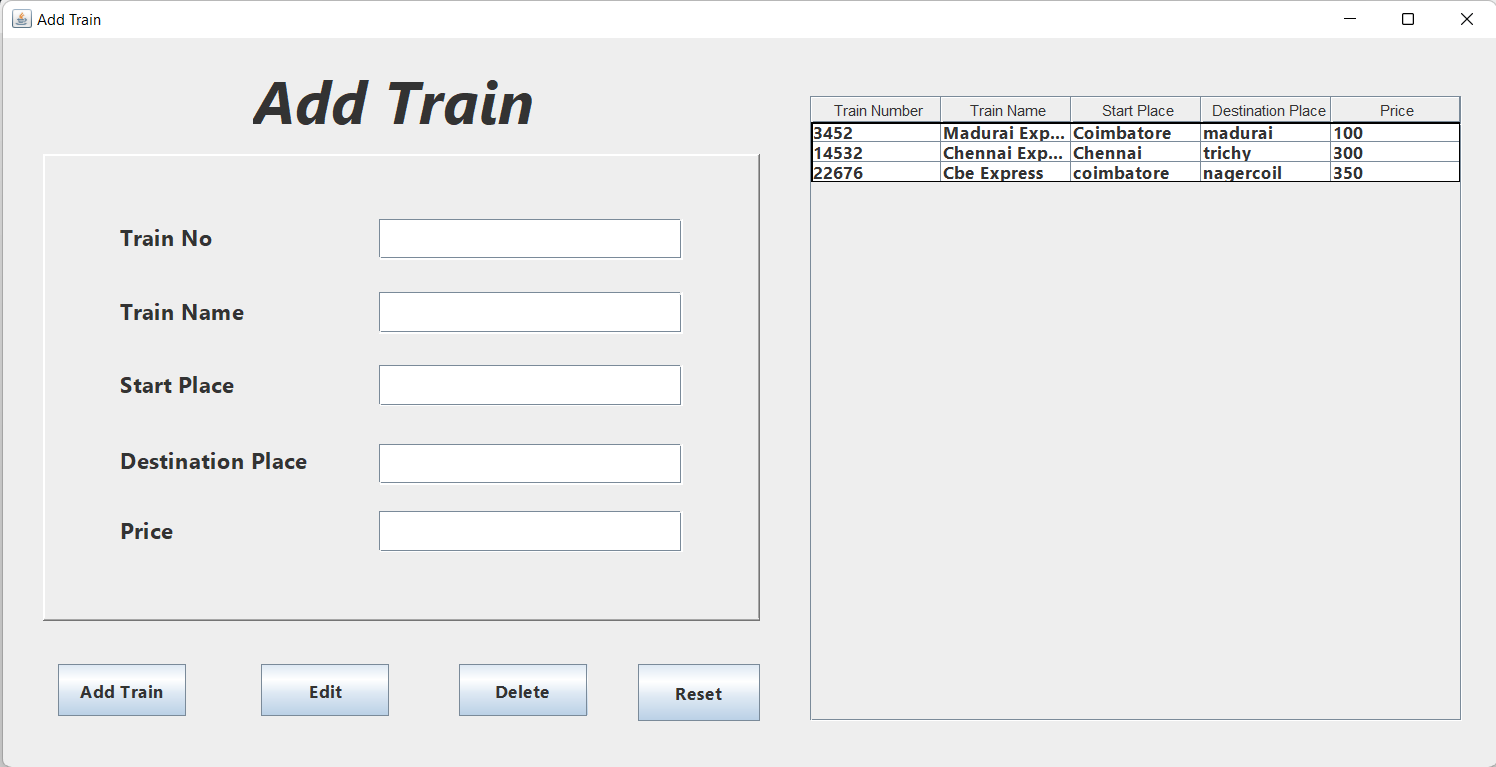 Add Train
Add Train
Train No
Train Name
Start Place
Destination Place
Price
Add Train Edit Delete Reset
Train Number Train Name Start Place Destination Place Price
3452 Madurai Exp... Coimbatore madurai 100
14532 Chennai Exp... Chennai trichy 300
22676 Cbe Express coimbatore nagercoil 350